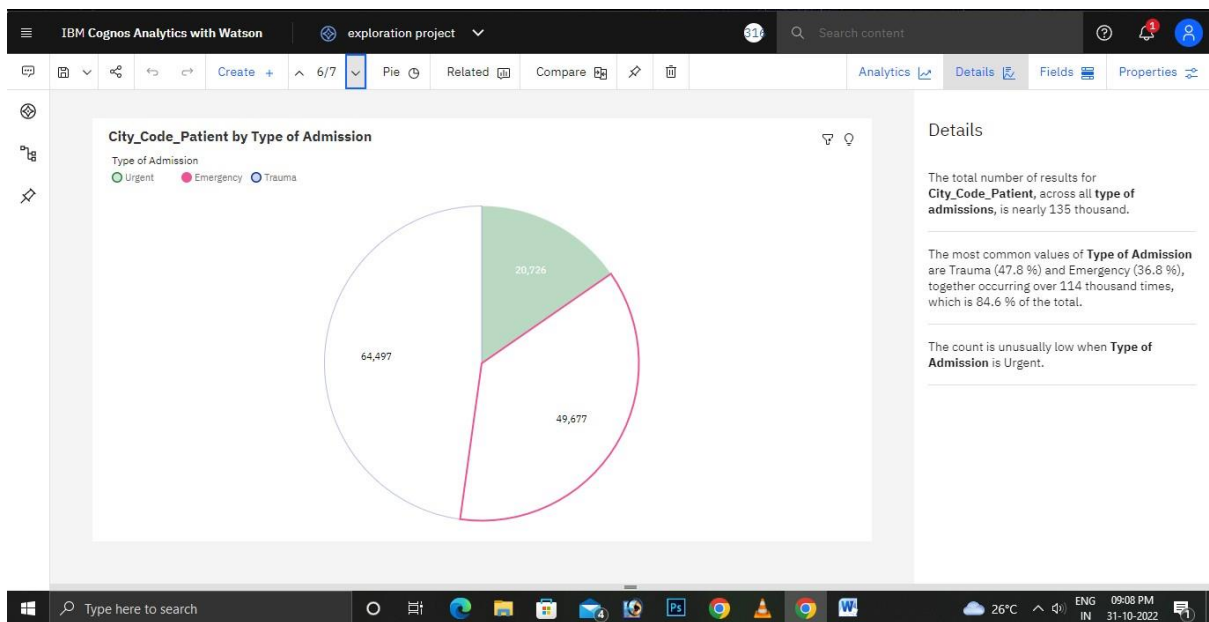 IBM Cognos Analytics with Watson
exploration project
316
Search content
1
Create +
6/7
Pie
Related
Compare
Analytics
Details
Fields
Properties
City_Code_Patient by Type of Admission
Type of Admission
Urgent Emergency Trauma
20,726
64,497
49,677
Details
The total number of results for
City_Code_Patient, across all type of
admissions, is nearly 135 thousand.
The most common values of Type of Admission
are Trauma (47.8 %) and Emergency (36.8 %),
together occurring over 114 thousand times,
which is 84.6 % of the total.
The count is unusually low when Type of
Admission is Urgent.
Type here to search
4
Ps
W
26°C
ENG
IN
09:08 PM
31-10-2022
1